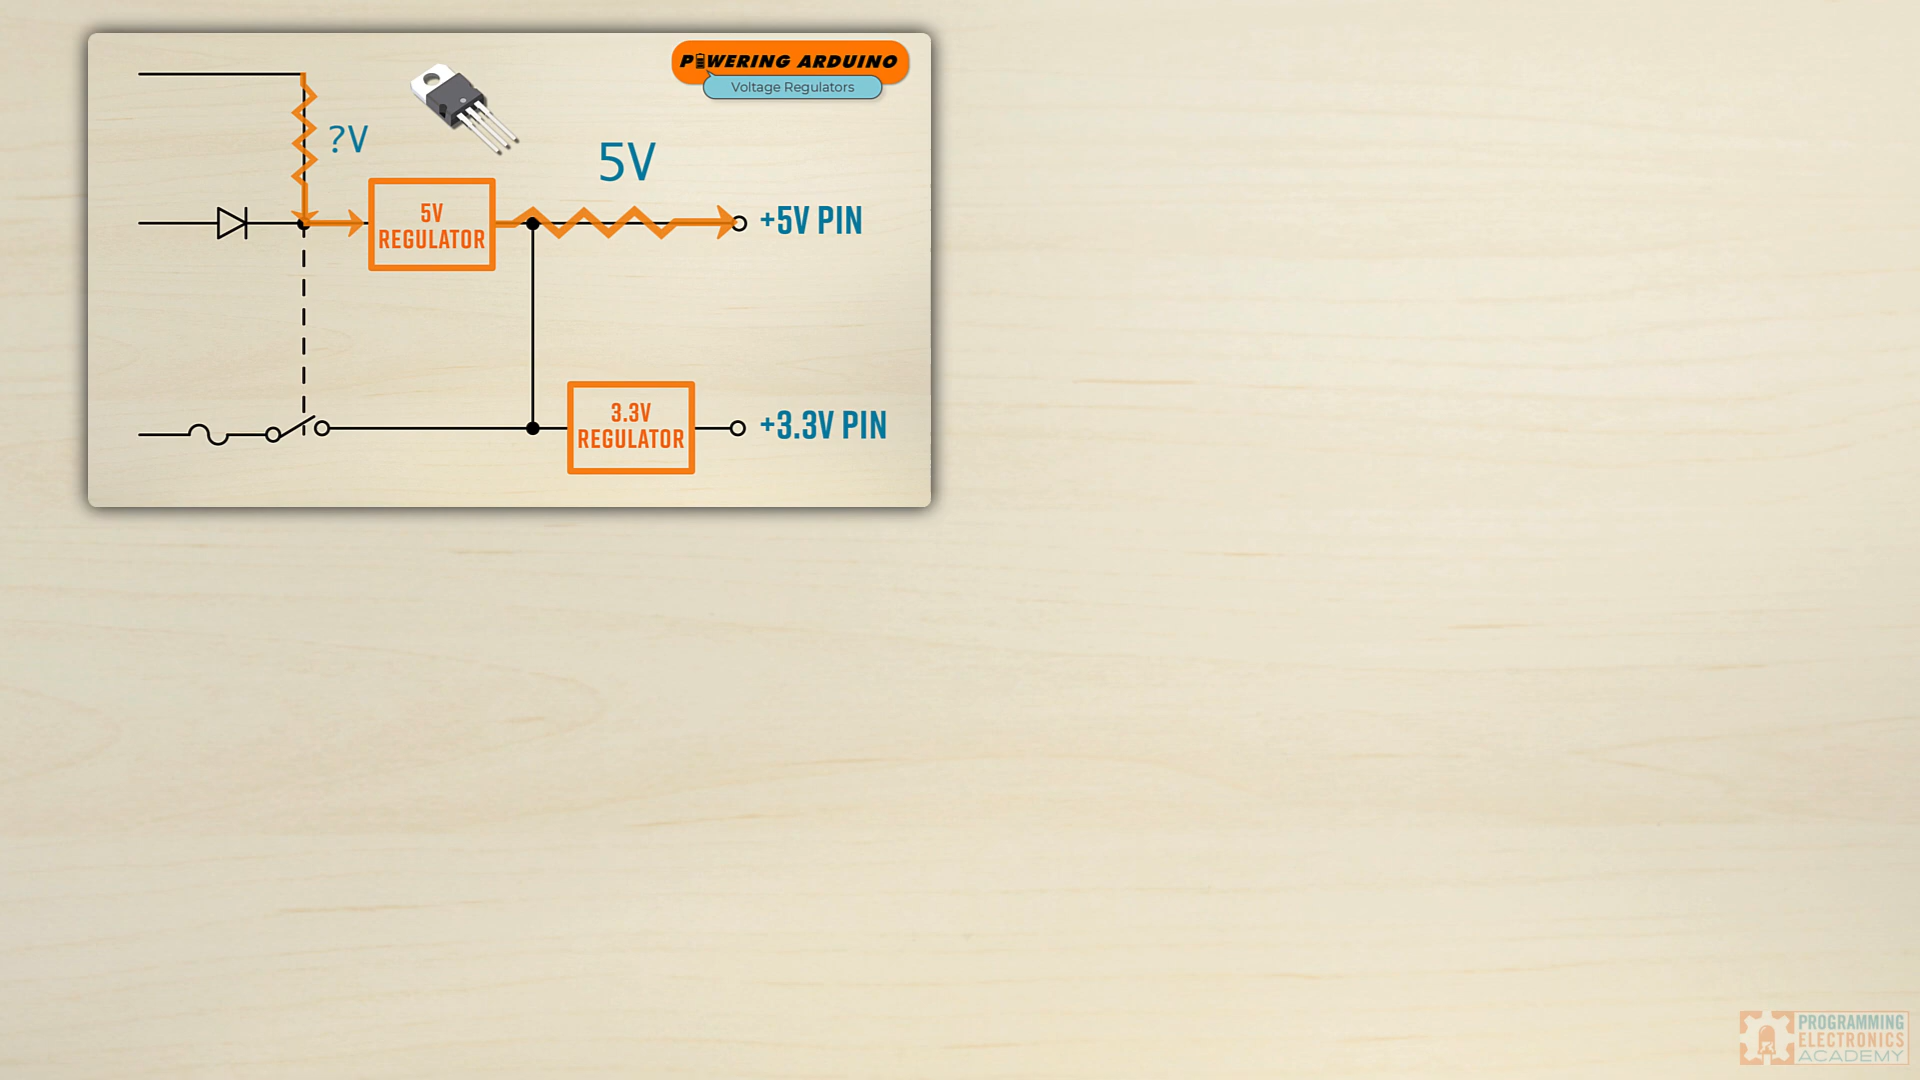 POWERING ARDUINO
Voltage Regulators
?V
5V
5V
REGULATOR
+5V PIN
3.3V
REGULATOR
+3.3V PIN
PROGRAMMING
ELECTRONICS
ACADEMY